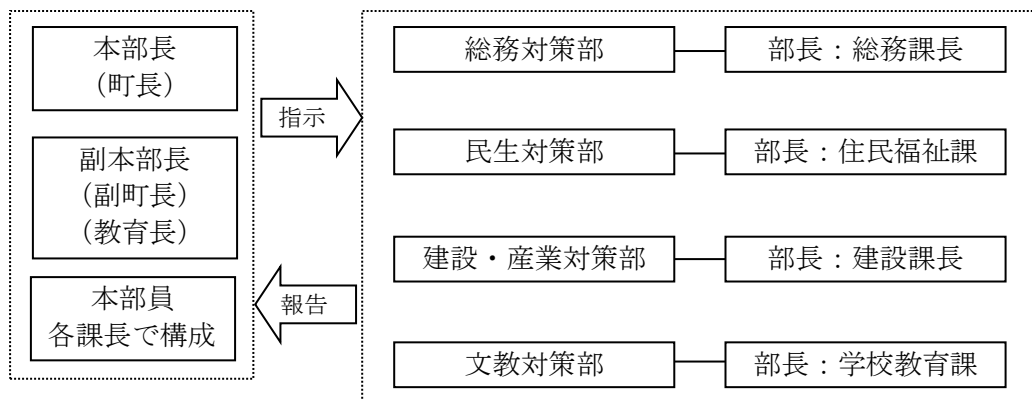 本部長
（町長）
副本部長
（副町長）
（教育長）
本部員
各課長で構成
指示
報告
総務対策部
部長：総務課長
民生対策部
部長：住民福祉課
建設・産業対策部
部長：建設課長
文教対策部
部長：学校教育課